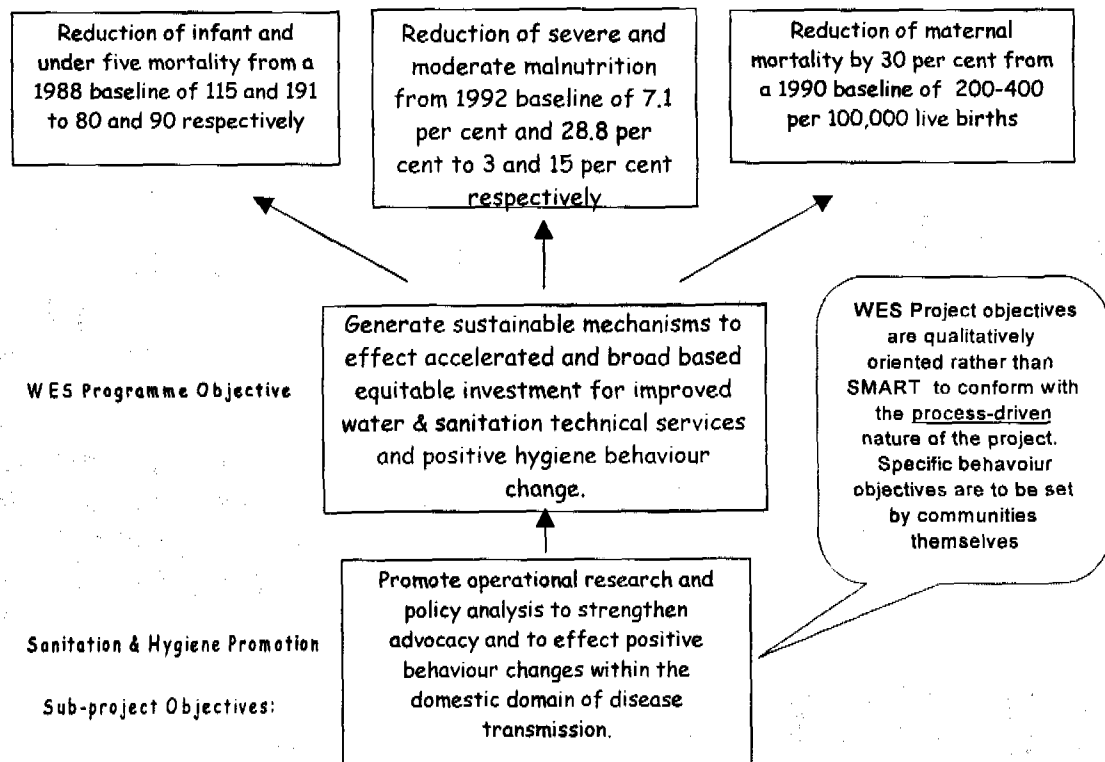 Reduction of infant and
under five mortality from a
1988 baseline of 115 and 191
to 80 and 90 respectively
Reduction of severe and
moderate malnutrition
from 1992 baseline of 7.1
per cent and 28.8 per
cent to 3 and 15 per cent
respectively
Reduction of maternal
mortality by 30 per cent from
a 1990 baseline of 200-400
per 100,000 live births
WES Programme Objective
Generate sustainable mechanisms to
effect accelerated and broad based
equitable investment for improved
water & sanitation technical services
and positive hygiene behaviour
change.
WES Project objectives
are qualitatively
oriented rather than
SMART to conform with
the process-driven
nature of the project.
Specific behavoiur
objectives are to be set
by communities
themselves
Sanitation & Hygiene Promotion
Sub-project Objectives:
Promote operational research and
policy analysis to strengthen
advocacy and to effect positive
behaviour changes within the
domestic domain of disease
transmission.